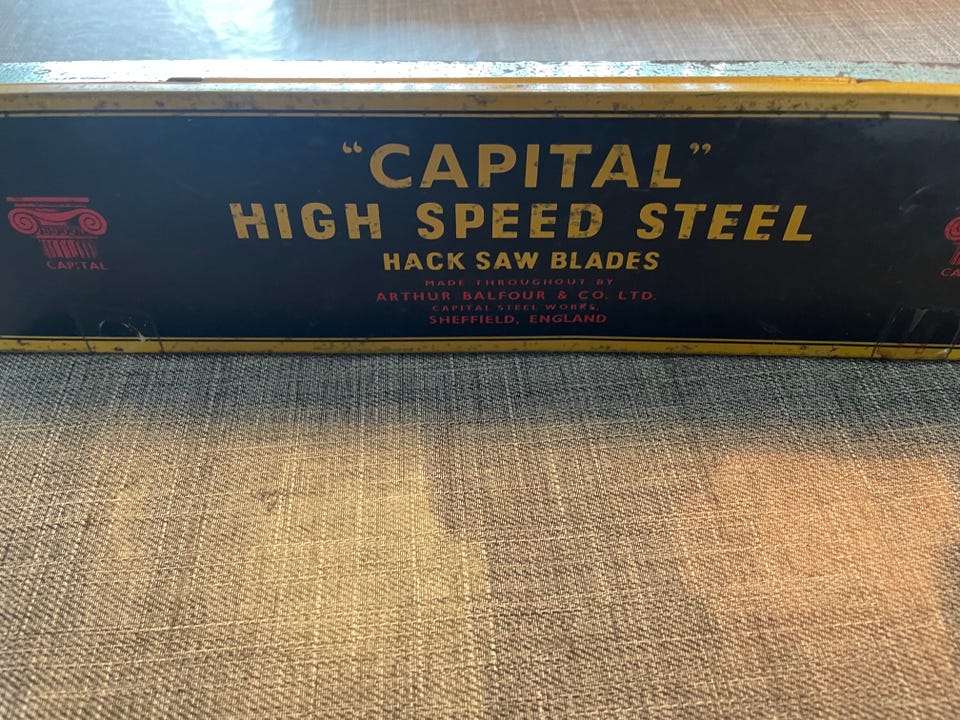 “CAPITAL”
HIGH SPEED STEEL
HACK SAW BLADES
MADE THROUGHOUT BY
ARTHUR BALFOUR & CO. LTD.
CAPITAL STEEL WORKS,
SHEFFIELD, ENGLAND
CAPITAL
CA